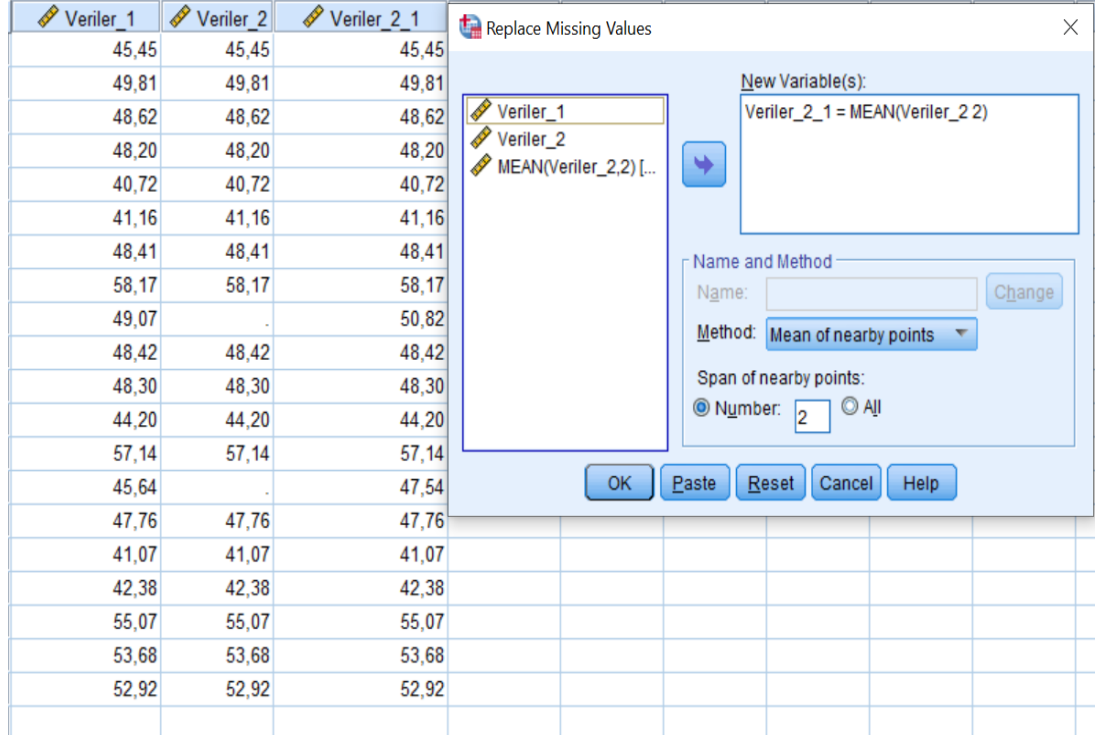 Veriler_1 Veriler_2 Veriler_2_1
45,45 45,45 45,45
49,81 49,81 49,81
48,62 48,62 48,62
48,20 48,20 48,20
40,72 40,72 40,72
41,16 41,16 41,16
48,41 48,41 48,41
58,17 58,17 58,17
49,07 . 50,82
48,42 48,42 48,42
48,30 48,30 48,30
44,20 44,20 44,20
57,14 57,14 57,14
45,64 . 47,54
47,76 47,76 47,76
41,07 41,07 41,07
42,38 42,38 42,38
55,07 55,07 55,07
53,68 53,68 53,68
52,92 52,92 52,92
Replace Missing Values
Veriler_1
Veriler_2
MEAN(Veriler_2,2) [...
New Variable(s):
Veriler_2_1 = MEAN(Veriler_2 2)
Name and Method
Name: Change
Method: Mean of nearby points
Span of nearby points:
Number: 2 All
OK Paste Reset Cancel Help